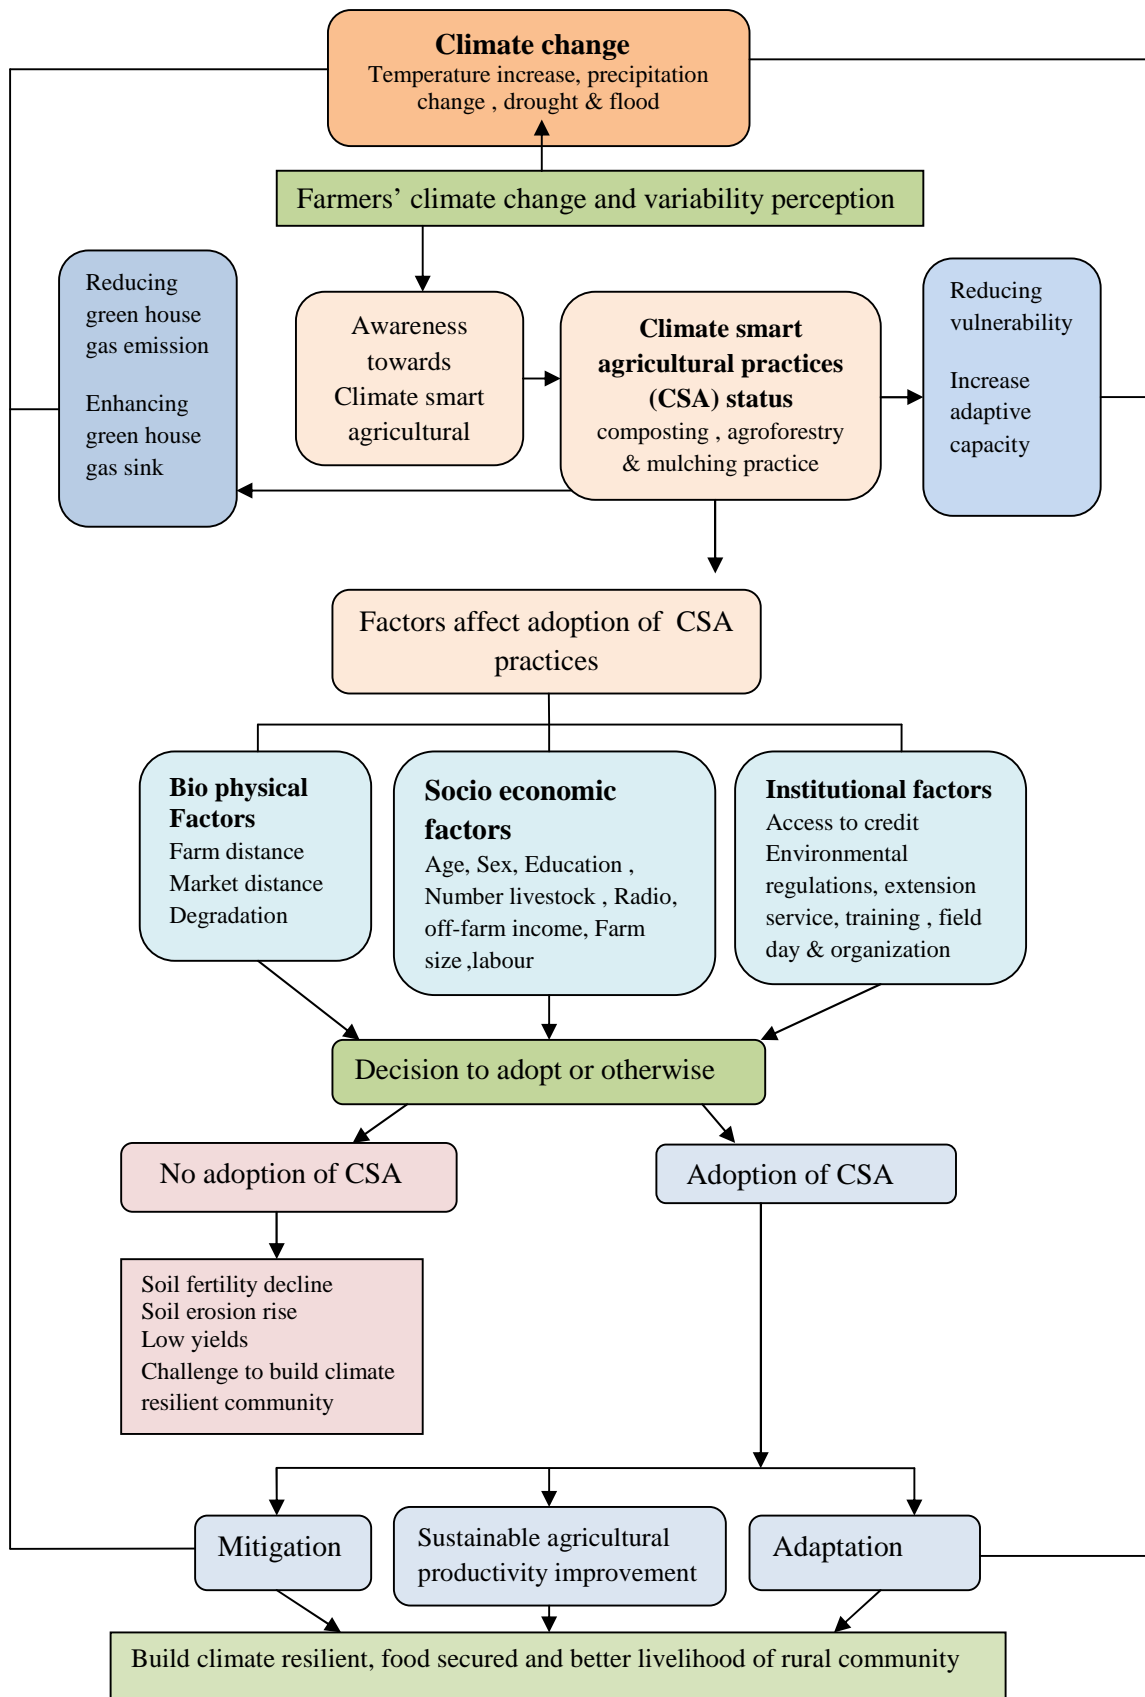 Climate change
Temperature increase, precipitation
change , drought & flood
Farmers’ climate change and variability perception
Reducing
green house
gas emission
Enhancing
green house
gas sink
Awareness
towards
Climate smart
agricultural
Climate smart
agricultural practices
(CSA) status
composting , agroforestry
& mulching practice
Reducing
vulnerability
Increase
adaptive
capacity
Factors affect adoption of CSA
practices
Bio physical
Factors
Farm distance
Market distance
Degradation
Socio economic
factors
Age, Sex, Education ,
Number livestock , Radio,
off-farm income, Farm
size ,labour
Institutional factors
Access to credit
Environmental
regulations, extension
service, training , field
day & organization
Decision to adopt or otherwise
No adoption of CSA
Adoption of CSA
Soil fertility decline
Soil erosion rise
Low yields
Challenge to build climate
resilient community
Mitigation
Sustainable agricultural
productivity improvement
Adaptation
Build climate resilient, food secured and better livelihood of rural community